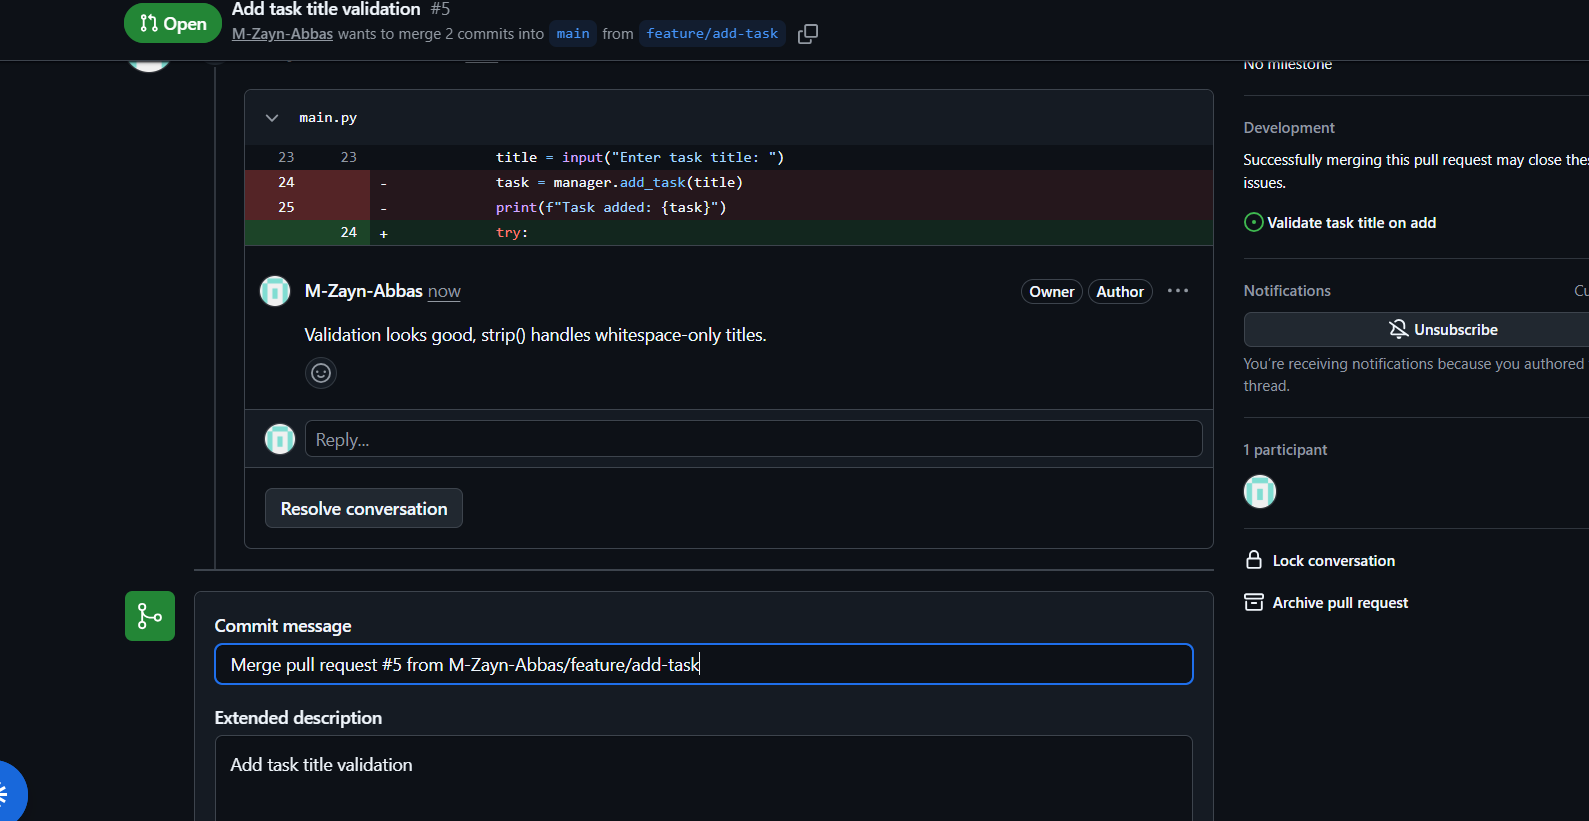 Open
Add task title validation #5
M-Zayn-Abbas wants to merge 2 commits into main from feature/add-task
main.py
23 23 title = input("Enter task title: ")
24 - task = manager.add_task(title)
25 - print(f"Task added: {task}")
24 + try:
M-Zayn-Abbas now
Owner Author
Validation looks good, strip() handles whitespace-only titles.
Reply...
Resolve conversation
Commit message
Merge pull request #5 from M-Zayn-Abbas/feature/add-task
Extended description
Add task title validation
No milestone
Development
Successfully merging this pull request may close
issues.
Validate task title on add
Notifications
Unsubscribe
You're receiving notifications because you authored
thread.
1 participant
Lock conversation
Archive pull request